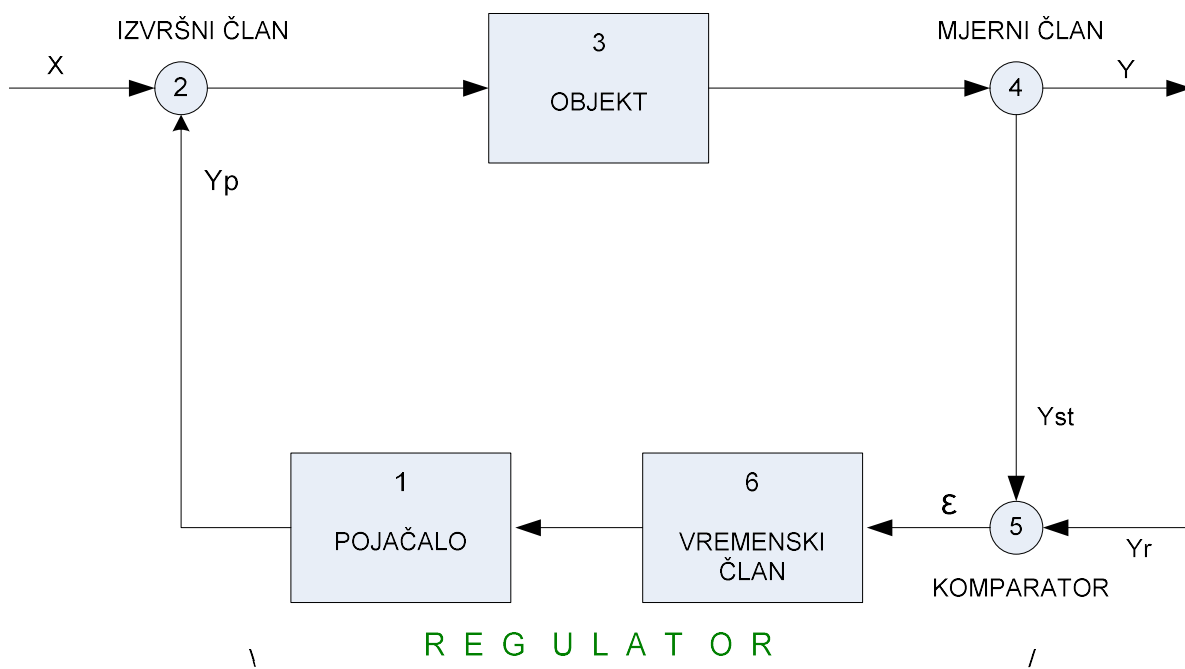 IZVRŠNI ČLAN
3
MJERNI ČLAN
X
Y
2
4
OBJEKT
Yp
Yst
1
6
ε
5
POJAČALO
VREMENSKI
ČLAN
Yr
KOMPARATOR
R E G U L A T O R